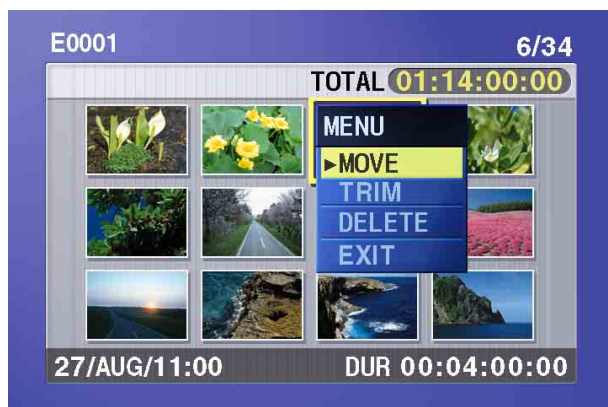 E0001 6/34
TOTAL 01:14:00:00
MENU
►MOVE
TRIM
DELETE
EXIT
27/AUG/11:00 DUR 00:04:00:00